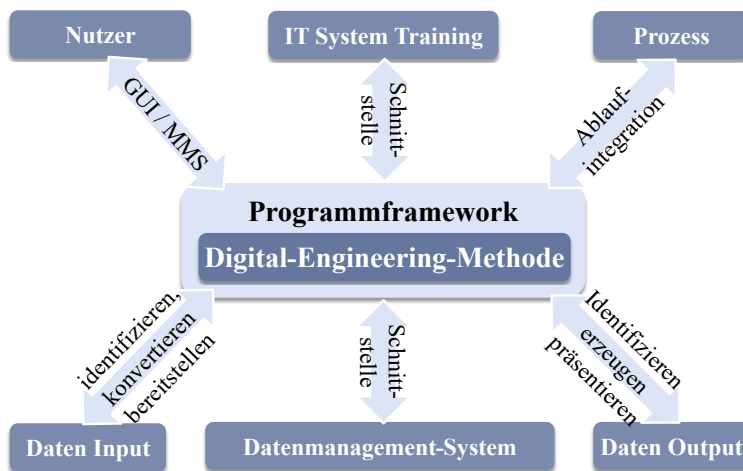 Nutzer
IT System Training
Prozess
GUI / MMS
Schnitt-
stelle
Ablauf-
integration
Programmframework
Digital-Engineering-Methode
identifizieren,
konvertieren
bereitstellen
Schnitt-
stelle
Identifizieren
erzeugen
präsentieren
Daten Input
Datenmanagement-System
Daten Output